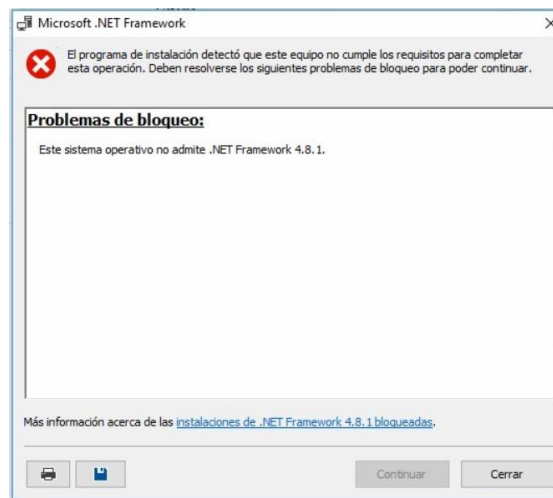 Microsoft .NET Framework
El programa de instalación detectó que este equipo no cumple los requisitos para completar
esta operación. Deben resolverse los siguientes problemas de bloqueo para poder continuar.
Problemas de bloqueo:
Este sistema operativo no admite .NET Framework 4.8.1.
Más información acerca de las instalaciones de .NET Framework 4.8.1 bloqueadas.
Continuar
Cerrar